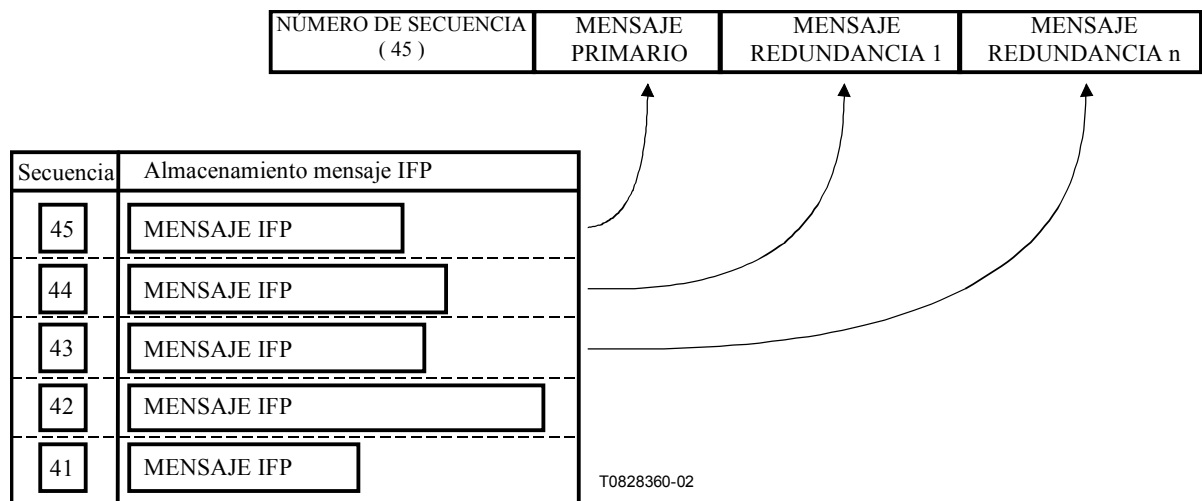 NÚMERO DE SECUENCIA
( 45 )
MENSAJE
PRIMARIO
MENSAJE
REDUNDANCIA 1
MENSAJE
REDUNDANCIA n
Secuencia
Almacenamiento mensaje IFP
45
MENSAJE IFP
44
MENSAJE IFP
43
MENSAJE IFP
42
MENSAJE IFP
41
MENSAJE IFP
T0828360-02